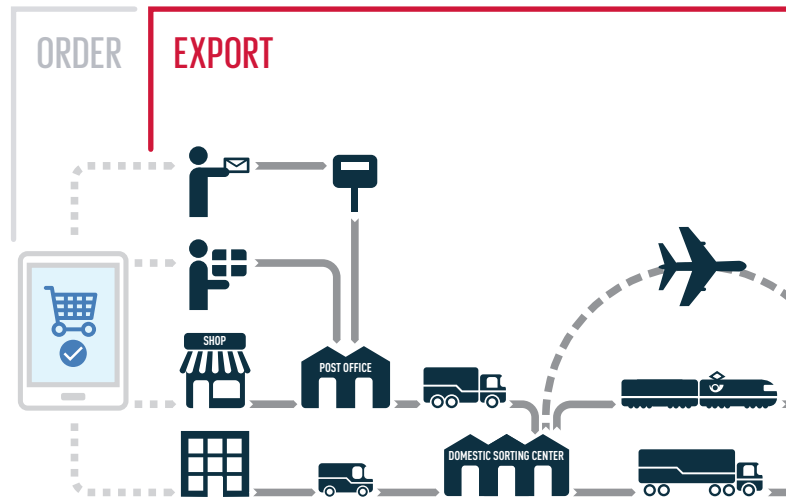 ORDER
EXPORT
SHOP
POST OFFICE
DOMESTIC SORTING CENTER